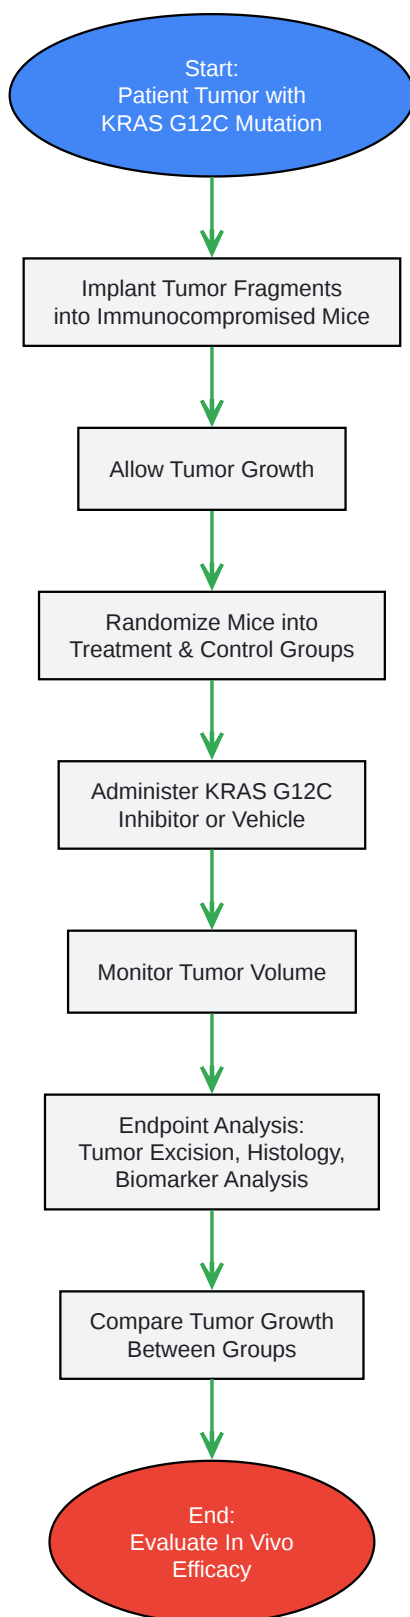 Start:
Patient Tumor with
KRAS G12C Mutation
Implant Tumor Fragments
into Immunocompromised Mice
Allow Tumor Growth
Randomize Mice into
Treatment & Control Groups
Administer KRAS G12C
Inhibitor or Vehicle
Monitor Tumor Volume
Endpoint Analysis:
Tumor Excision, Histology,
Biomarker Analysis
Compare Tumor Growth
Between Groups
End:
Evaluate In Vivo
Efficacy